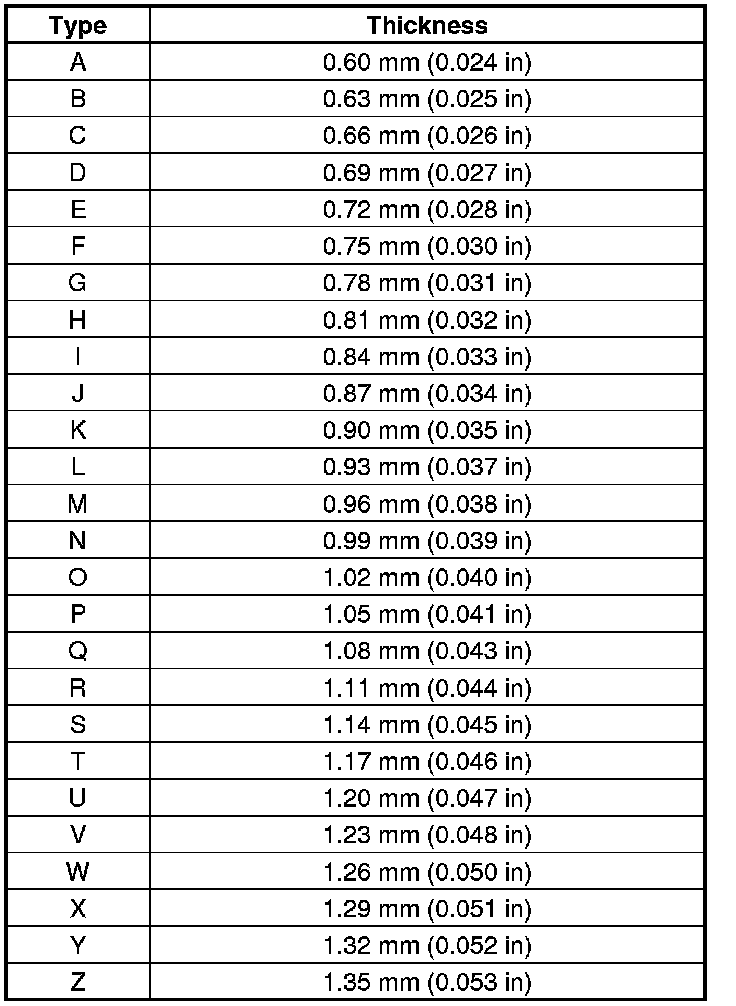 Type Thickness
A 0.60 mm (0.024 in)
B 0.63 mm (0.025 in)
C 0.66 mm (0.026 in)
D 0.69 mm (0.027 in)
E 0.72 mm (0.028 in)
F 0.75 mm (0.030 in)
G 0.78 mm (0.031 in)
H 0.81 mm (0.032 in)
I 0.84 mm (0.033 in)
J 0.87 mm (0.034 in)
K 0.90 mm (0.035 in)
L 0.93 mm (0.037 in)
M 0.96 mm (0.038 in)
N 0.99 mm (0.039 in)
O 1.02 mm (0.040 in)
P 1.05 mm (0.041 in)
Q 1.08 mm (0.043 in)
R 1.11 mm (0.044 in)
S 1.14 mm (0.045 in)
T 1.17 mm (0.046 in)
U 1.20 mm (0.047 in)
V 1.23 mm (0.048 in)
W 1.26 mm (0.050 in)
X 1.29 mm (0.051 in)
Y 1.32 mm (0.052 in)
Z 1.35 mm (0.053 in)